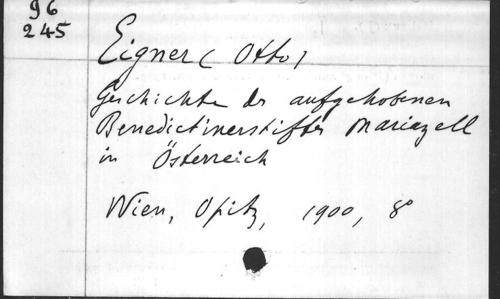 96
245
Eigner (Otto)
Geschichte des aufgehobenen
Benedictinerstiftes Mariazell
in Österreich
Wien, Opitz, 1900, 8°